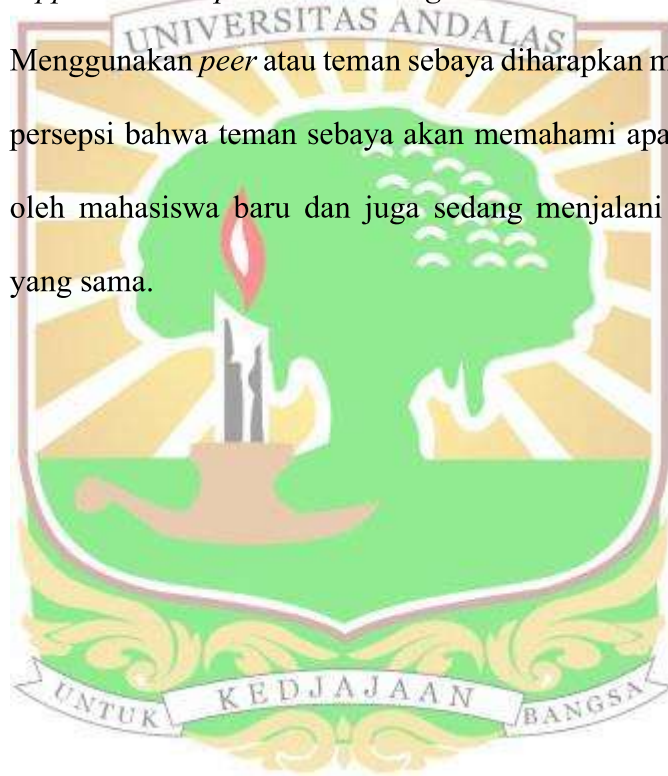 UNIVERSITAS ANDALAS
Menggunakan peer atau teman sebaya diharapkan
persepsi bahwa teman sebaya akan memahami apa
oleh mahasiswa baru dan juga sedang menjalani
yang sama.
UNTUK KEDJAJAAN BANGSA